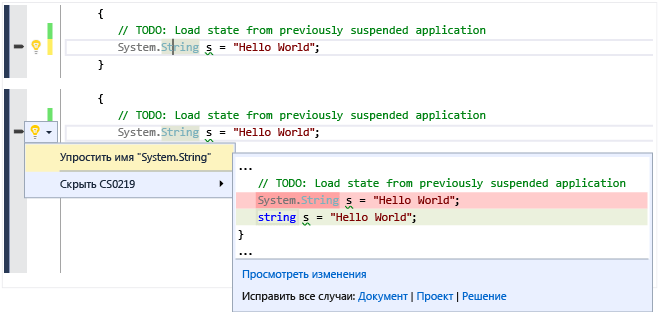 {
// TODO: Load state from previously suspended application
System.String s = "Hello World";
}
{
// TODO: Load state from previously suspended application
System.String s = "Hello World";
Упростить имя "System.String"
Скрыть CS0219
...
// TODO: Load state from previously suspended application
System.String s = "Hello World";
string s = "Hello World";
}
...
Просмотреть изменения
Исправить все случаи: Документ | Проект | Решение